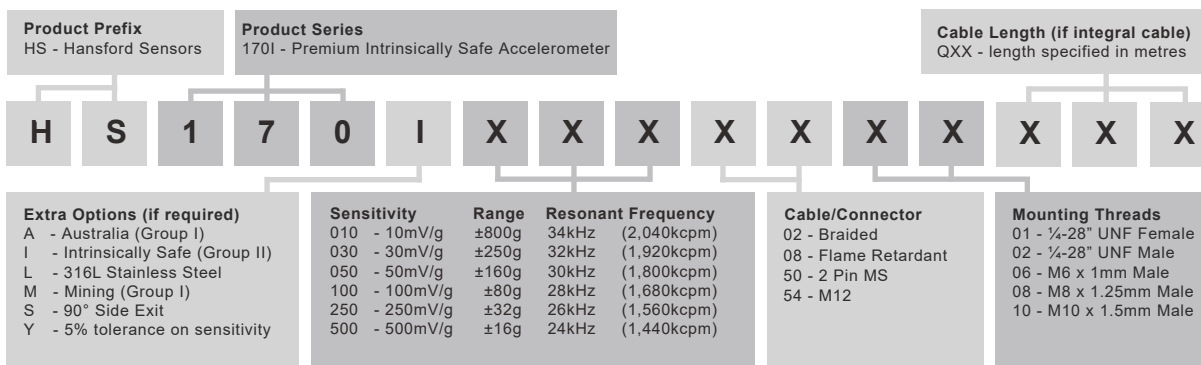 Product Prefix
HS - Hansford Sensors
Product Series
170I - Premium Intrinsically Safe Accelerometer
Cable Length (if integral cable)
QXX - length specified in metres
H S 1 7 0 I X X X X X X X X X X
Extra Options (if required)
A - Australia (Group I)
I - Intrinsically Safe (Group II)
L - 316L Stainless Steel
M - Mining (Group I)
S - 90° Side Exit
Y - 5% tolerance on sensitivity
Sensitivity Range Resonant Frequency
010 - 10mV/g ±800g 34kHz (2,040kcpm)
030 - 30mV/g ±250g 32kHz (1,920kcpm)
050 - 50mV/g ±160g 30kHz (1,800kcpm)
100 - 100mV/g ±80g 28kHz (1,680kcpm)
250 - 250mV/g ±32g 26kHz (1,560kcpm)
500 - 500mV/g ±16g 24kHz (1,440kcpm)
Cable/Connector
02 - Braided
08 - Flame Retardant
50 - 2 Pin MS
54 - M12
Mounting Threads
01 - ¼-28” UNF Female
02 - ¼-28” UNF Male
06 - M6 x 1mm Male
08 - M8 x 1.25mm Male
10 - M10 x 1.5mm Male